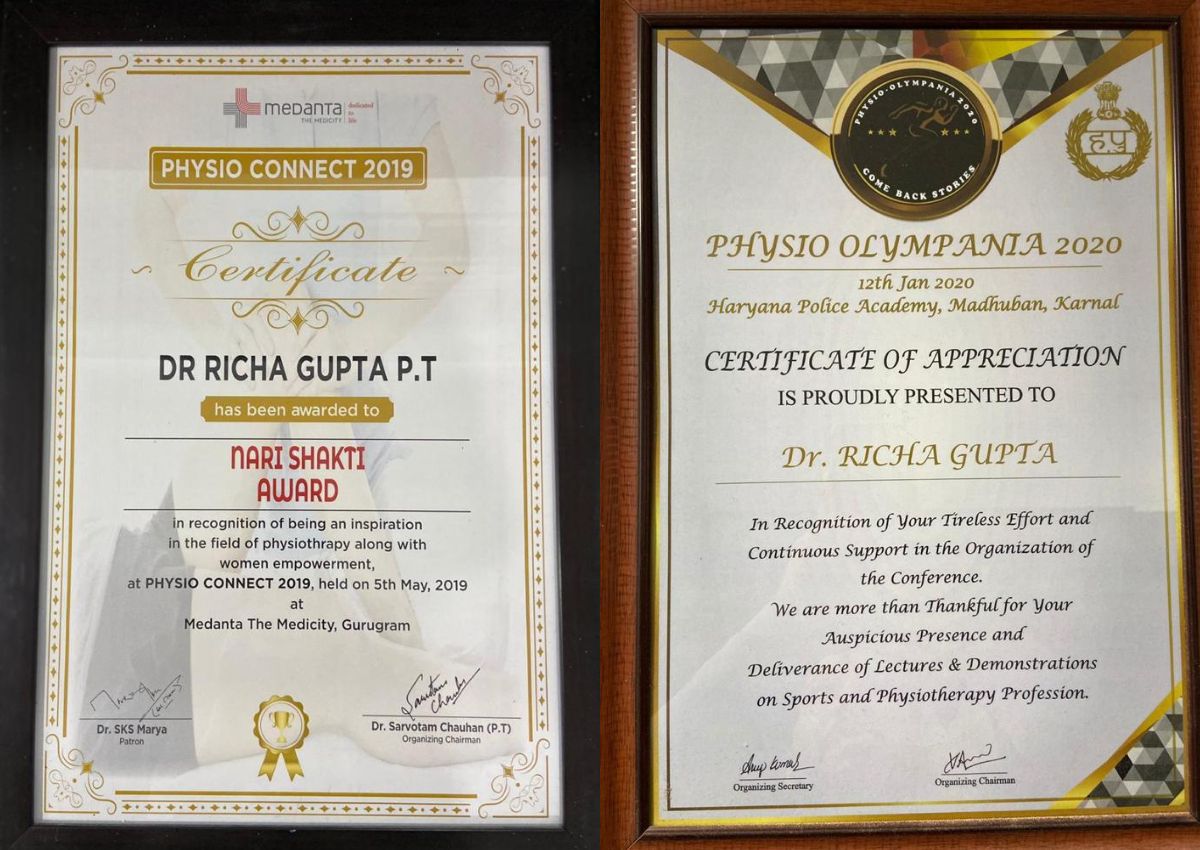 medanta
THE MEDICITY
dedicated
to
life
PHYSIO CONNECT 2019
Certificate
DR RICHA GUPTA P.T
has been awarded to
NARI SHAKTI
AWARD
in recognition of being an inspiration
in the field of physiothrapy along with
women empowerment,
at PHYSIO CONNECT 2019, held on 5th May, 2019
at
Medanta The Medicity, Gurugram
Dr. SKS Marya
Patron
Sarvotam
Chauhan
Dr. Sarvotam Chauhan (P.T)
Organizing Chairman
PHYSIO-OLYMPANIA 2020
COME BACK STORIES
ह.पु
PHYSIO OLYMPANIA 2020
12th Jan 2020
Haryana Police Academy, Madhuban, Karnal
CERTIFICATE OF APPRECIATION
IS PROUDLY PRESENTED TO
Dr. RICHA GUPTA
In Recognition of Your Tireless Effort and
Continuous Support in the Organization of
the Conference.
We are more than Thankful for Your
Auspicious Presence and
Deliverance of Lectures & Demonstrations
on Sports and Physiotherapy Profession.
Anup Kumar
Organizing Secretary
Organizing Chairman